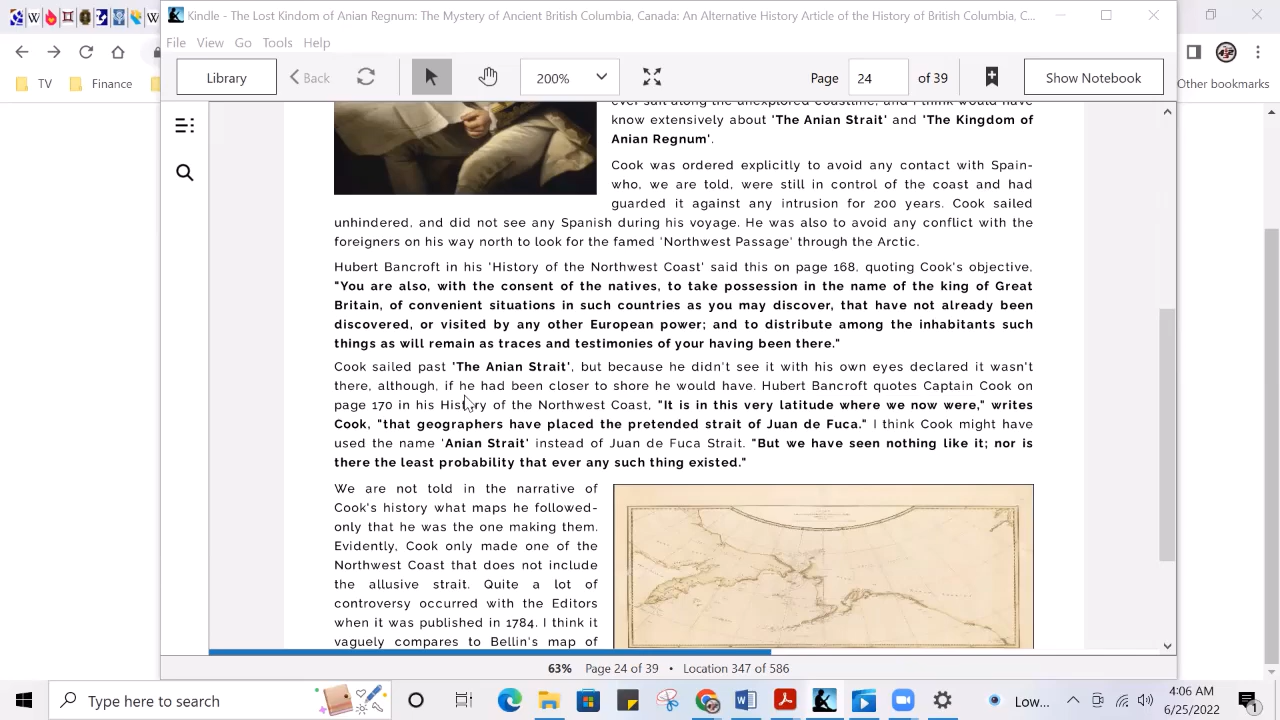 Kindle - The Lost Kindom of Anian Regnum: The Mystery of Ancient British Columbia, Canada: An Alternative History Article of the History of British Columbia, C...
File View Go Tools Help
Library Back 200% Page 24 of 39 Show Notebook
TV Finance Other bookmarks
ever sail along the unexplored coastline, and I think would have
know extensively about 'The Anian Strait' and 'The Kingdom of
Anian Regnum'.
Cook was ordered explicitly to avoid any contact with Spain-
who, we are told, were still in control of the coast and had
guarded it against any intrusion for 200 years. Cook sailed
unhindered, and did not see any Spanish during his voyage. He was also to avoid any conflict with the
foreigners on his way north to look for the famed 'Northwest Passage' through the Arctic.
Hubert Bancroft in his 'History of the Northwest Coast' said this on page 168, quoting Cook's objective,
"You are also, with the consent of the natives, to take possession in the name of the king of Great
Britain, of convenient situations in such countries as you may discover, that have not already been
discovered, or visited by any other European power; and to distribute among the inhabitants such
things as will remain as traces and testimonies of your having been there."
Cook sailed past 'The Anian Strait', but because he didn't see it with his own eyes declared it wasn't
there, although, if he had been closer to shore he would have. Hubert Bancroft quotes Captain Cook on
page 170 in his History of the Northwest Coast, "It is in this very latitude where we now were," writes
Cook, "that geographers have placed the pretended strait of Juan de Fuca." I think Cook might have
used the name 'Anian Strait' instead of Juan de Fuca Strait. "But we have seen nothing like it; nor is
there the least probability that ever any such thing existed."
We are not told in the narrative of
Cook's history what maps he followed-
only that he was the one making them.
Evidently, Cook only made one of the
Northwest Coast that does not include
the allusive strait. Quite a lot of
controversy occurred with the Editors
when it was published in 1784. I think it
vaguely compares to Bellin's map of
63% Page 24 of 39 • Location 347 of 586
Type here to search
Low...
4:06 AM
6/25/2022
1